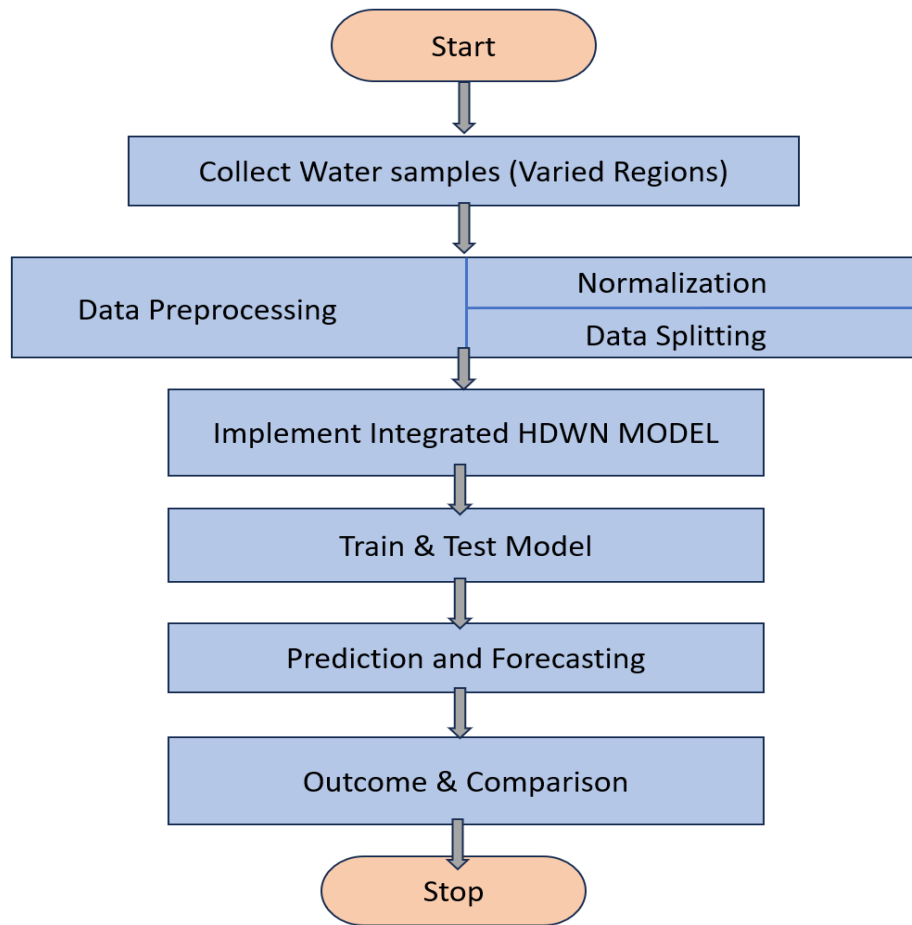 Start
Collect Water samples (Varied Regions)
Data Preprocessing
Normalization
Data Splitting
Implement Integrated HDWN MODEL
Train & Test Model
Prediction and Forecasting
Outcome & Comparison
Stop